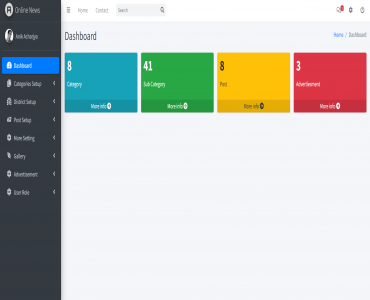 Online News
Home
Contact
Search
Anik Acharjya
Dashboard
Categories Setup
District Setup
Post Setup
More Setting
Gallery
Advertisement
User Role
Dashboard
Home / Dashboard
8
Category
More info
41
Sub Category
More info
8
Post
More info
3
Advertisement
More info